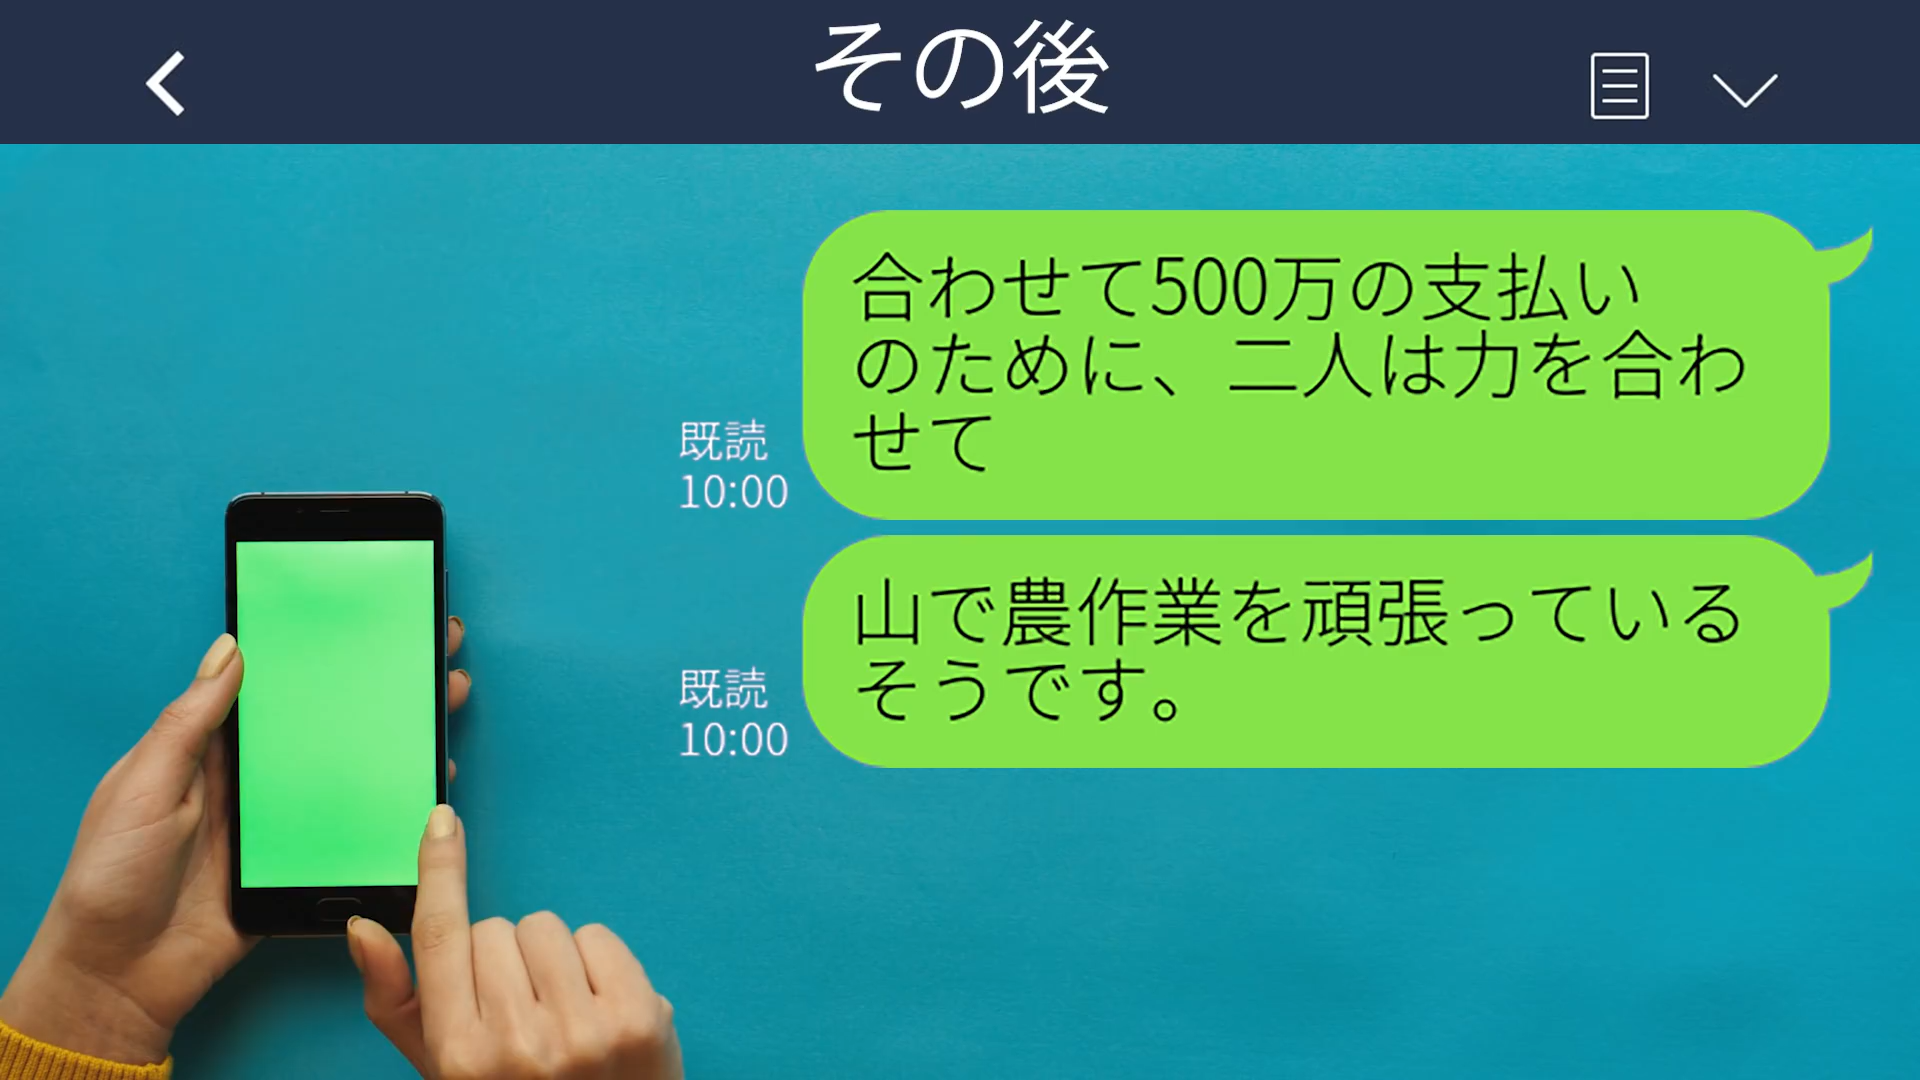 その後
合わせて500万の支払い
のために、二人は力を合わ
せて
既読
10:00
山で農作業を頑張っている
そうです。
既読
10:00